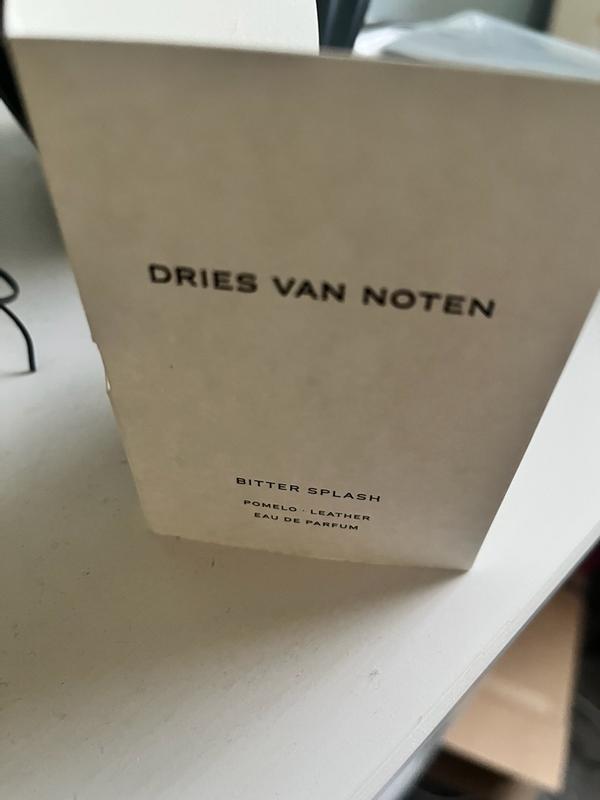 DRIES VAN NOTEN
BITTER SPLASH
POMELO · LEATHER
EAU DE PARFUM